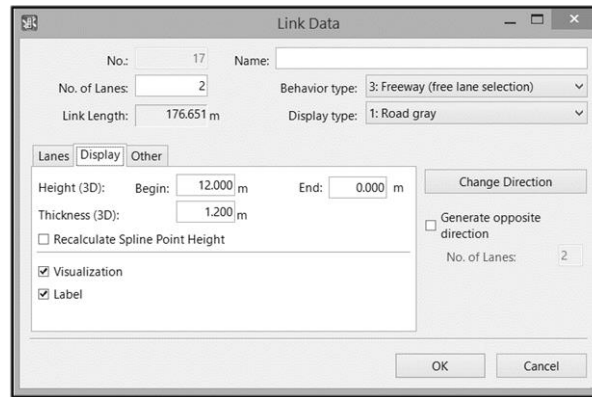 Link Data
No.: 17 Name:
No. of Lanes: 2 Behavior type: 3: Freeway (free lane selection)
Link Length: 176.651 m Display type: 1: Road gray
Lanes Display Other
Height (3D): Begin: 12.000 m End: 0.000 m
Change Direction
Thickness (3D): 1.200 m
Generate opposite
direction
Recalculate Spline Point Height
No. of Lanes: 2
Visualization
Label
OK Cancel